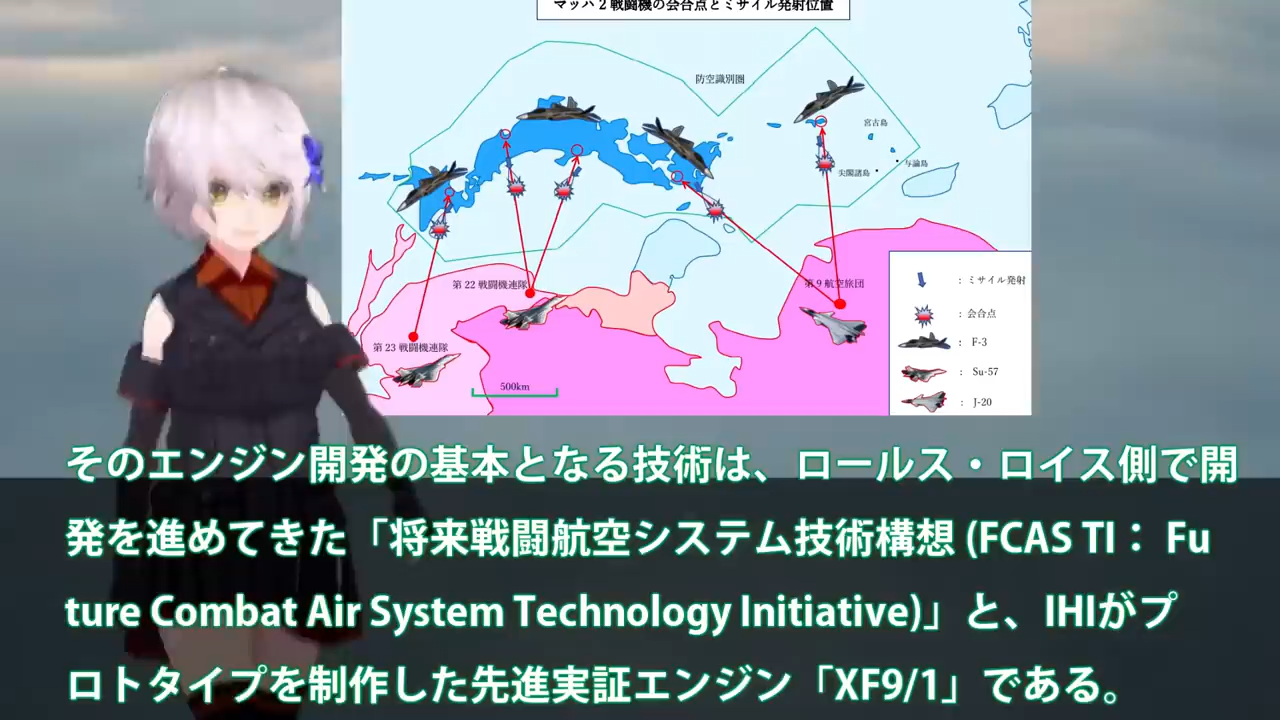 マッハ2戦闘機の会合点とミサイル発射位置
防空識別圏
宮古島
与論島
尖閣諸島
第22戦闘機連隊
第9航空旅団
第23戦闘機連隊
500km
：ミサイル発射
：会合点
： F-3
： Su-57
： J-20
そのエンジン開発の基本となる技術は、ロールス・ロイス側で開
発を進めてきた「将来戦闘航空システム技術構想 (FCAS TI： Fu
ture Combat Air System Technology Initiative)」と、IHIがプ
ロトタイプを制作した先進実証エンジン「XF9/1」である。